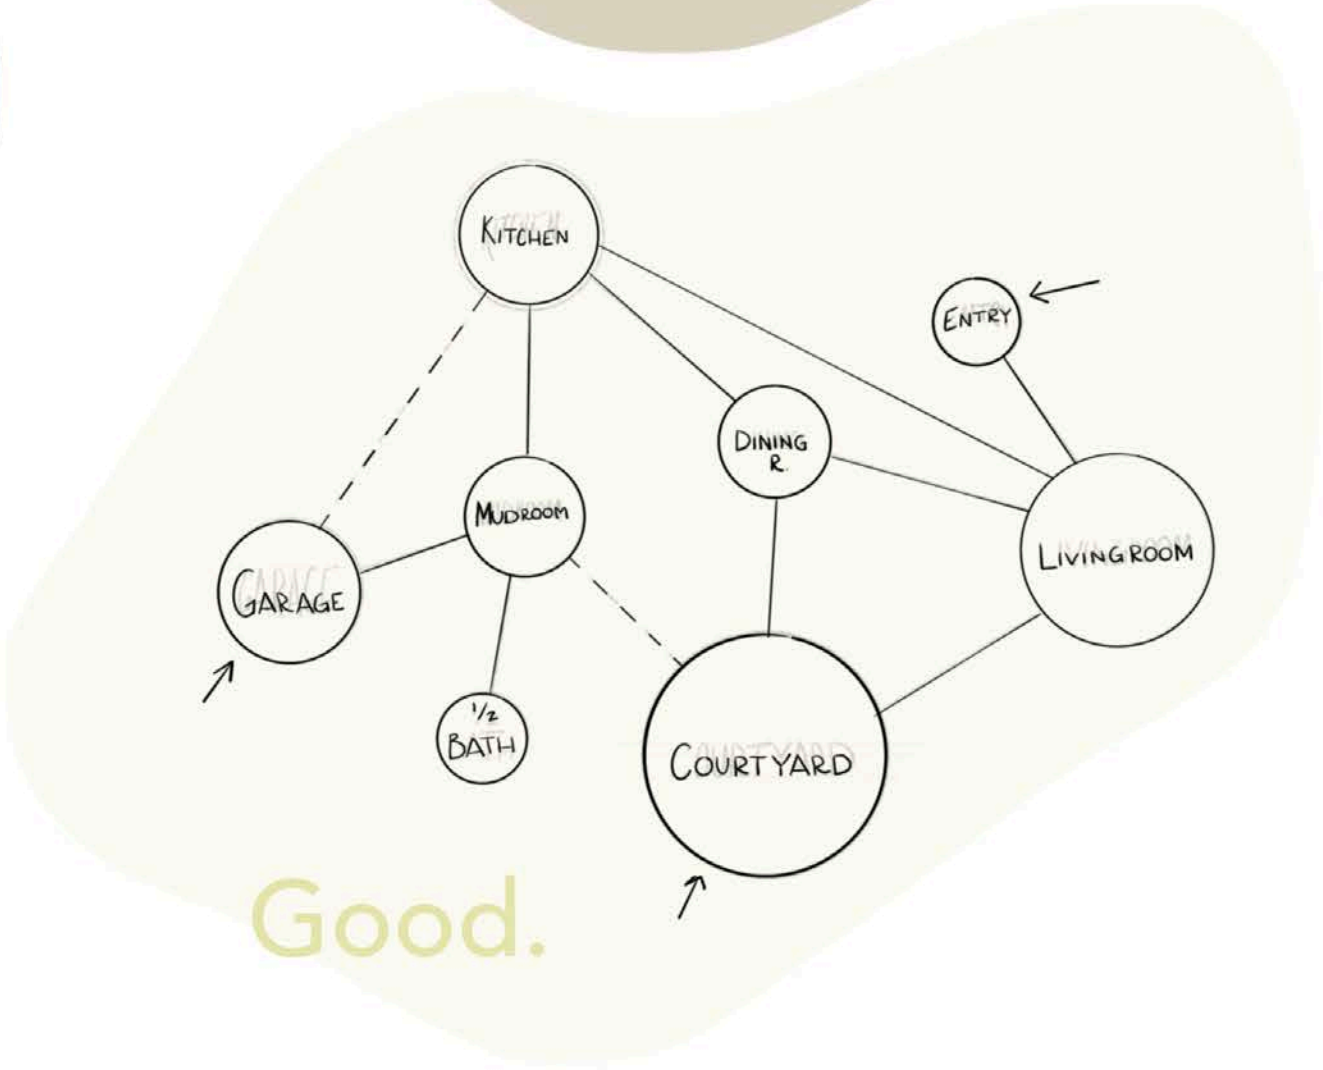 KITCHEN
ENTRY
DINING
R.
MUDROOM
LIVINGROOM
GARAGE
1/2
BATH
COURTYARD
Good.